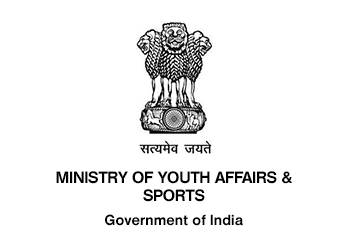 सत्यमेव जयते
MINISTRY OF YOUTH AFFAIRS &
SPORTS
Government of India